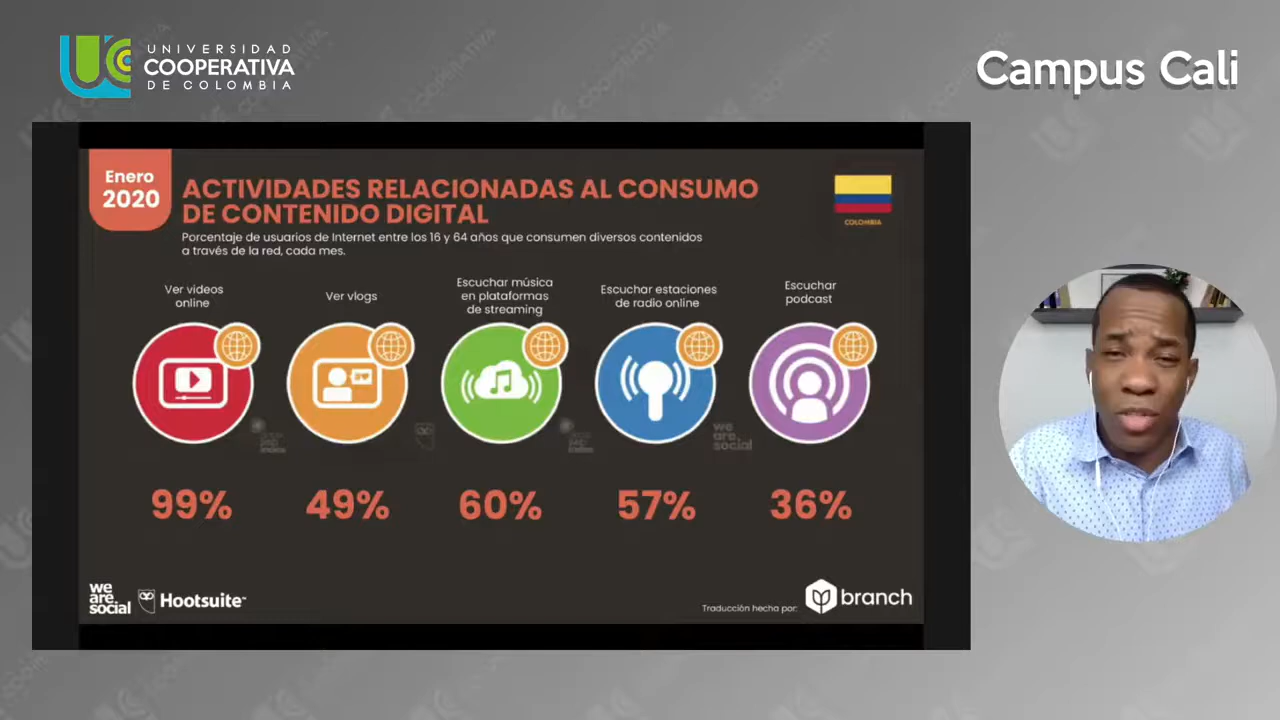 UNIVERSIDAD
COOPERATIVA
DE COLOMBIA
Campus Cali
Enero
2020
ACTIVIDADES RELACIONADAS AL CONSUMO
DE CONTENIDO DIGITAL
Porcentaje de usuarios de Internet entre los 16 y 64 años que consumen diversos contenidos
a través de la red, cada mes.
COLOMBIA
Ver videos
online
Ver vlogs
Escuchar música
en plataformas
de streaming
Escuchar estaciones
de radio online
Escuchar
podcast
we
are.
social
99%
49%
60%
57%
36%
we
are.
social
Hootsuite™
Traducción hecha por:
branch